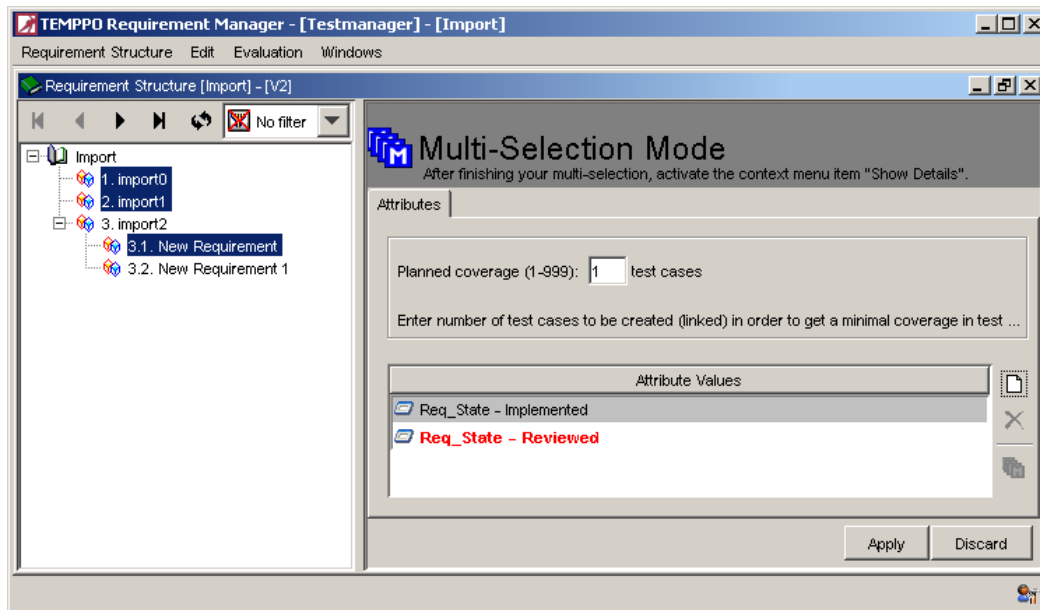 TEMPPO Requirement Manager - [Testmanager] - [Import]
Requirement Structure Edit Evaluation Windows
Requirement Structure [Import] - [V2]
No filter
Import
1. import0
2. import1
3. import2
3.1. New Requirement
3.2. New Requirement 1
M
Multi-Selection Mode
After finishing your multi-selection, activate the context menu item "Show Details".
Attributes
Planned coverage (1-999): 1 test cases
Enter number of test cases to be created (linked) in order to get a minimal coverage in test ...
Attribute Values
Req_State - Implemented
Req_State - Reviewed
M
Apply Discard